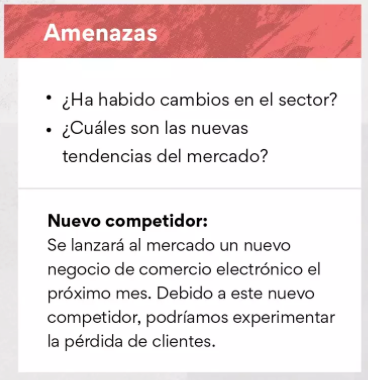 Amenazas
• ¿Ha habido cambios en el sector?
• ¿Cuáles son las nuevas
tendencias del mercado?
Nuevo competidor:
Se lanzará al mercado un nuevo
negocio de comercio electrónico el
próximo mes. Debido a este nuevo
competidor, podríamos experimentar
la pérdida de clientes.